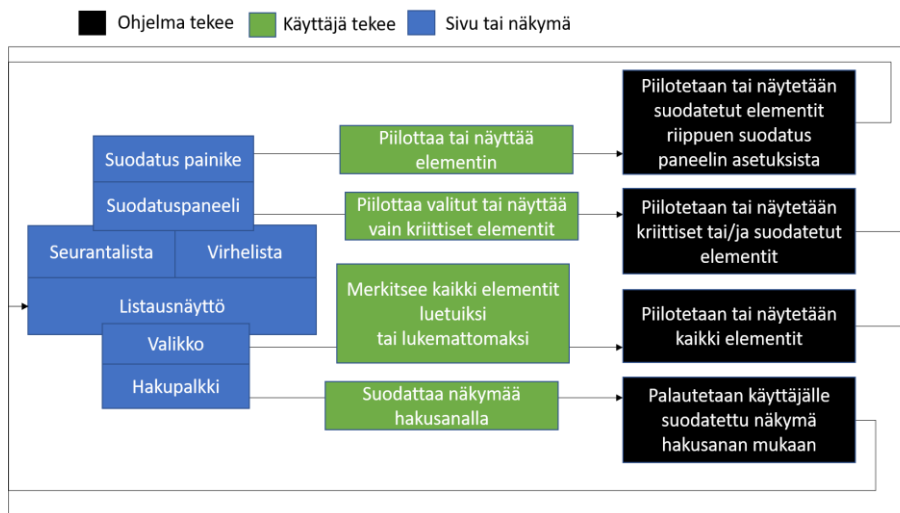 Ohjelma tekee
Käyttäjä tekee
Sivu tai näkymä
Suodatus painike
Suodatuspaneeli
Seurantalista
Virhelista
Listausnäyttö
Valikko
Hakupalkki
Piilottaa tai näyttää
elementin
Piilottaa valitut tai näyttää
vain kriittiset elementit
Merkitsee kaikki elementit
luetuiksi
tai lukemattomaksi
Suodattaa näkymää
hakusanalla
Piilotetaan tai näytetään
suodatetut elementit
riippuen suodatus
paneelin asetuksista
Piilotetaan tai näytetään
kriittiset tai/ja suodatetut
elementit
Piilotetaan tai näytetään
kaikki elementit
Palautetaan käyttäjälle
suodatettu näkymä
hakusanan mukaan